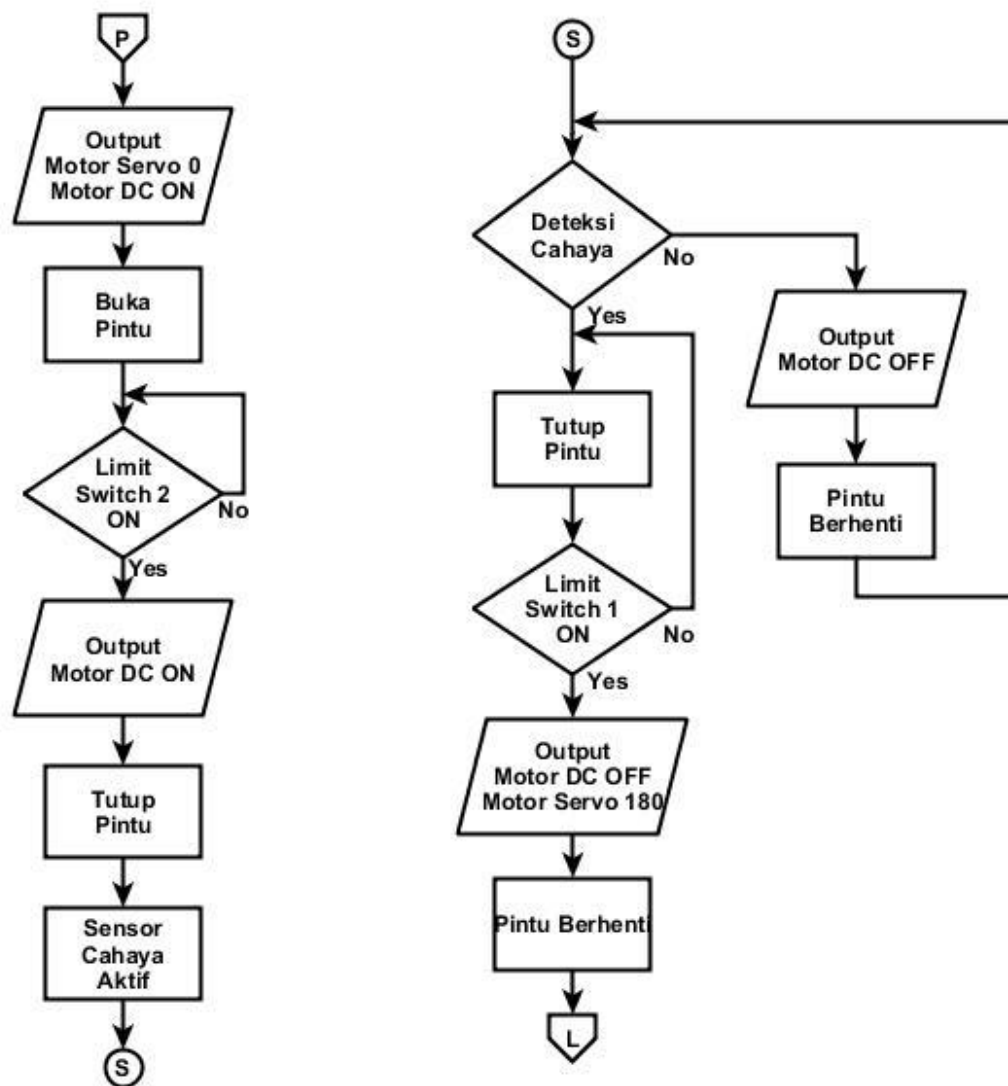 P
Output
Motor Servo 0
Motor DC ON
Buka
Pintu
Limit
Switch 2
ON
No
Yes
Output
Motor DC ON
Tutup
Pintu
Sensor
Cahaya
Aktif
S
S
Deteksi
Cahaya
No
Yes
Output
Motor DC OFF
Pintu
Berhenti
Tutup
Pintu
Limit
Switch 1
ON
No
Yes
Output
Motor DC OFF
Motor Servo 180
Pintu Berhenti
L